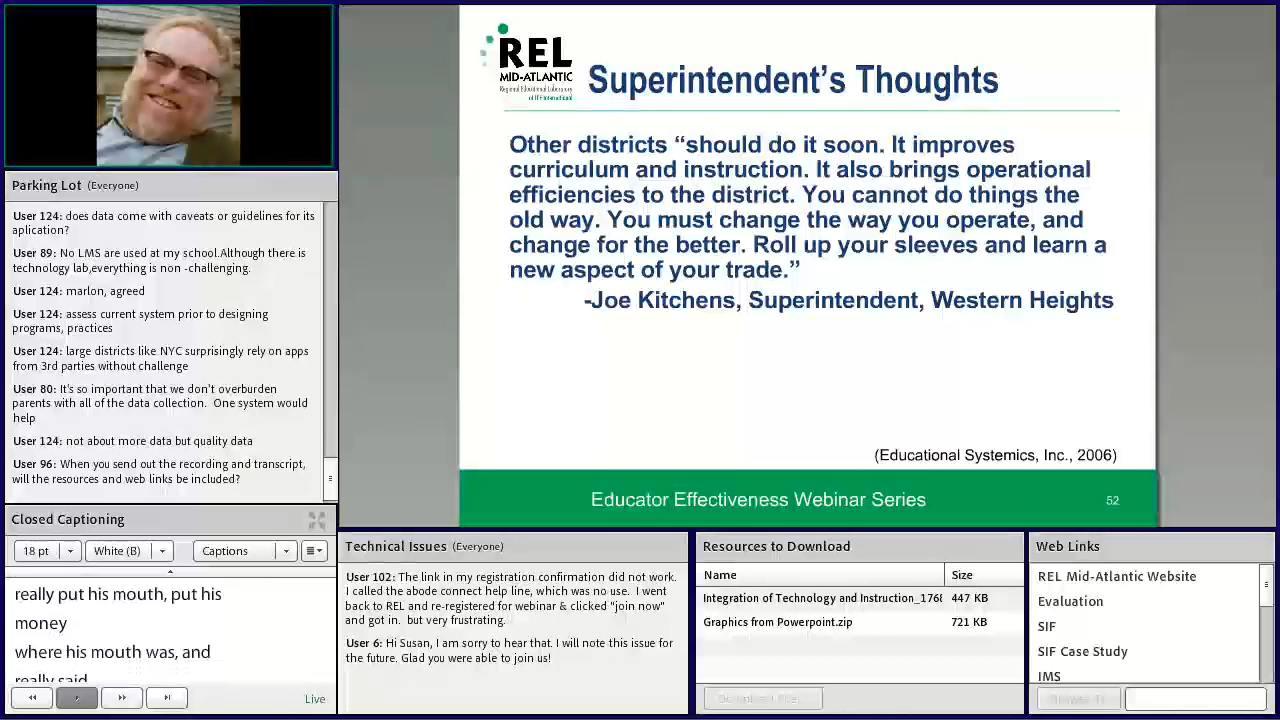 REL
MID-ATLANTIC
Regional Educational Laboratory
Superintendent’s Thoughts
Other districts “should do it soon. It improves
curriculum and instruction. It also brings operational
efficiencies to the district. You cannot do things the
old way. You must change the way you operate, and
change for the better. Roll up your sleeves and learn a
new aspect of your trade.”
-Joe Kitchens, Superintendent, Western Heights
(Educational Systemics, Inc., 2006)
Educator Effectiveness Webinar Series
52
Parking Lot (Everyone)
User 124: does data come with caveats or guidelines for its
aplication?
User 89: No LMS are used at my school.Although there is
technology lab,everything is non -challenging.
User 124: marlon, agreed
User 124: assess current system prior to designing
programs, practices
User 124: large districts like NYC surprisingly rely on apps
from 3rd parties without challenge
User 80: It's so important that we don't overburden
parents with all of the data collection.  One system would
help
User 124: not about more data but quality data
User 96: When you send out the recording and transcript,
will the resources and web links be included?
Closed Captioning
18 pt
White (B)
Captions
really put his mouth, put his
money
where his mouth was, and
really said
Live
Technical Issues (Everyone)
User 102: The link in my registration confirmation did not work.
I called the abode connect help line, which was no use.  I went
back to REL and re-registered for webinar & clicked "join now"
and got in.  but very frustrating.
User 6: Hi Susan, I am sorry to hear that. I will note this issue for
the future. Glad you were able to join us!
Resources to Download
Name Size
Integration of Technology and Instruction_176 447 KB
Graphics from Powerpoint.zip 721 KB
Web Links
REL Mid-Atlantic Website
Evaluation
SIF
SIF Case Study
IMS